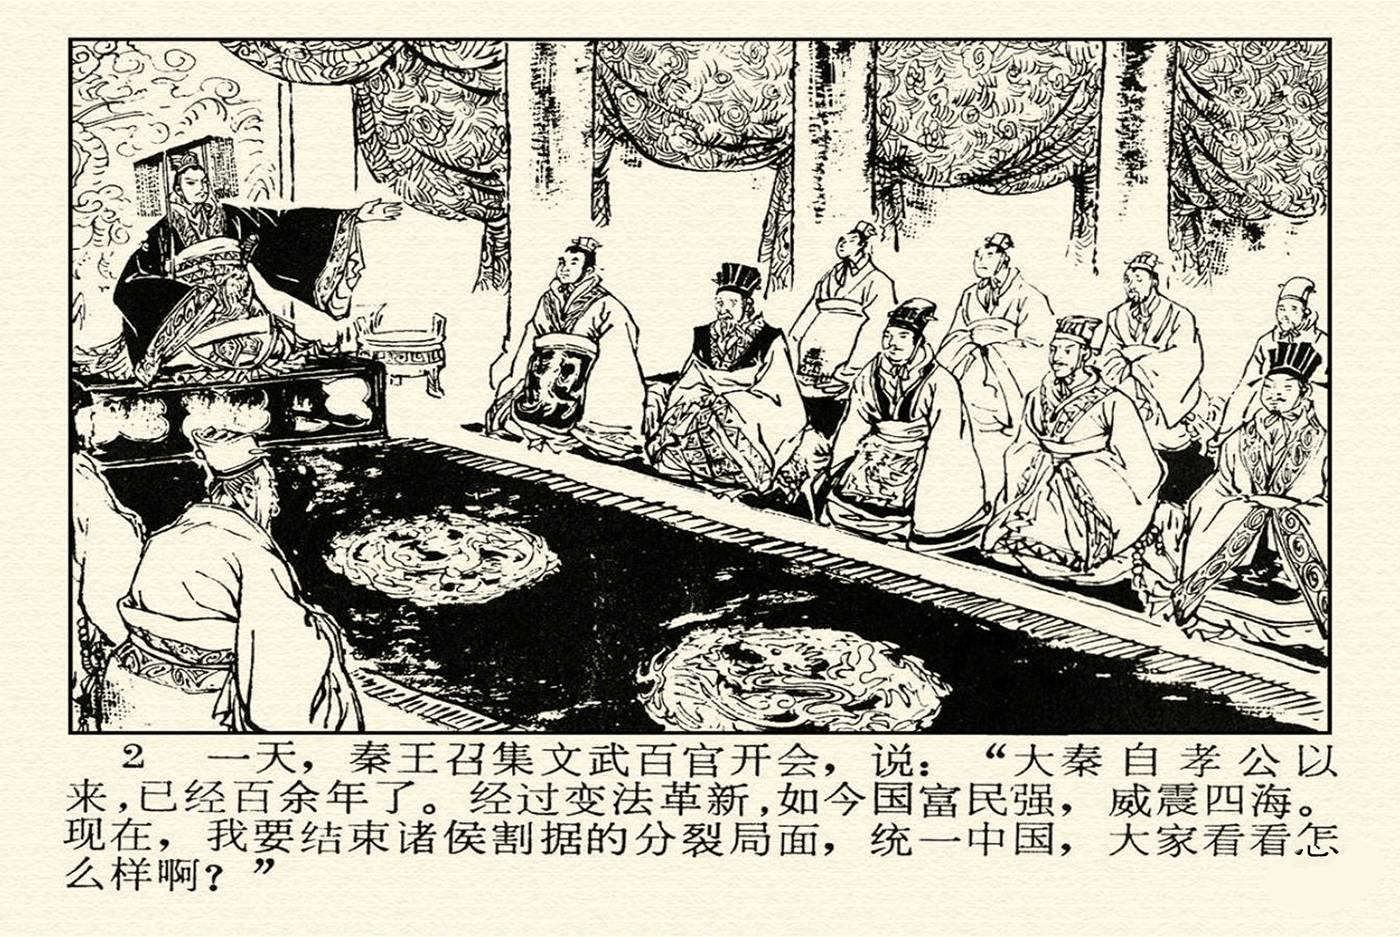 2 一天，秦王召集文武百官开会，说：“大秦自孝公以
来，已经百余年了。经过变法革新，如今国富民强，威震四海。
现在，我要结束诸侯割据的分裂局面，统一中国，大家看看怎
么样啊？”